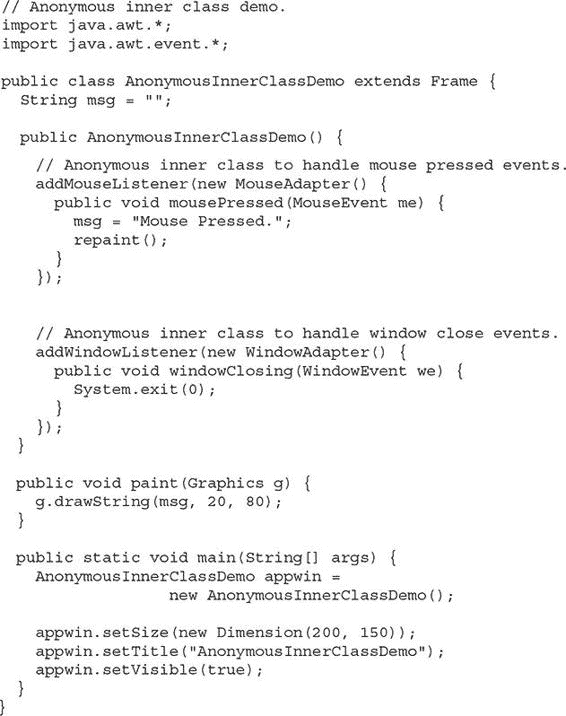 // Anonymous inner class demo.
import java.awt.*;
import java.awt.event.*;

public class AnonymousInnerClassDemo extends Frame {
  String msg = "";

  public AnonymousInnerClassDemo() {
    // Anonymous inner class to handle mouse pressed events.
    addMouseListener(new MouseAdapter() {
      public void mousePressed(MouseEvent me) {
        msg = "Mouse Pressed.";
        repaint();
      }
    });

    // Anonymous inner class to handle window close events.
    addWindowListener(new WindowAdapter() {
      public void windowClosing(WindowEvent we) {
        System.exit(0);
      }
    });
  }

  public void paint(Graphics g) {
    g.drawString(msg, 20, 80);
  }

  public static void main(String[] args) {
    AnonymousInnerClassDemo appwin =
                  new AnonymousInnerClassDemo();

    appwin.setSize(new Dimension(200, 150));
    appwin.setTitle("AnonymousInnerClassDemo");
    appwin.setVisible(true);
  }
}